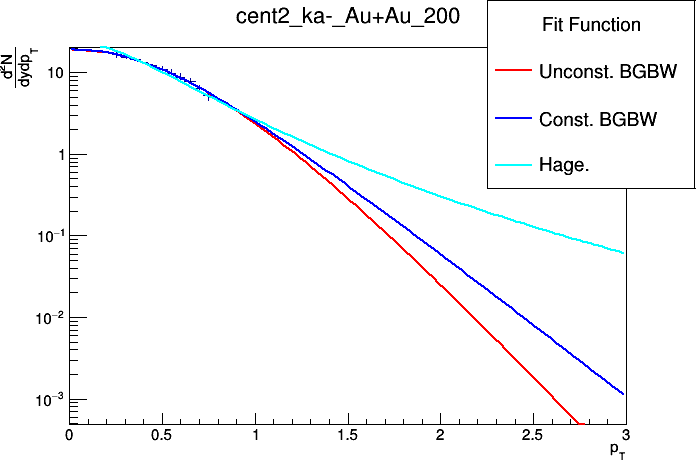 cent2_ka-_Au+Au_200
Fit Function
Unconst. BGBW
Const. BGBW
Hage.
d²N
dydp_T
10
1
10⁻¹
10⁻²
10⁻³
0
0.5
1
1.5
2
2.5
3
p_T